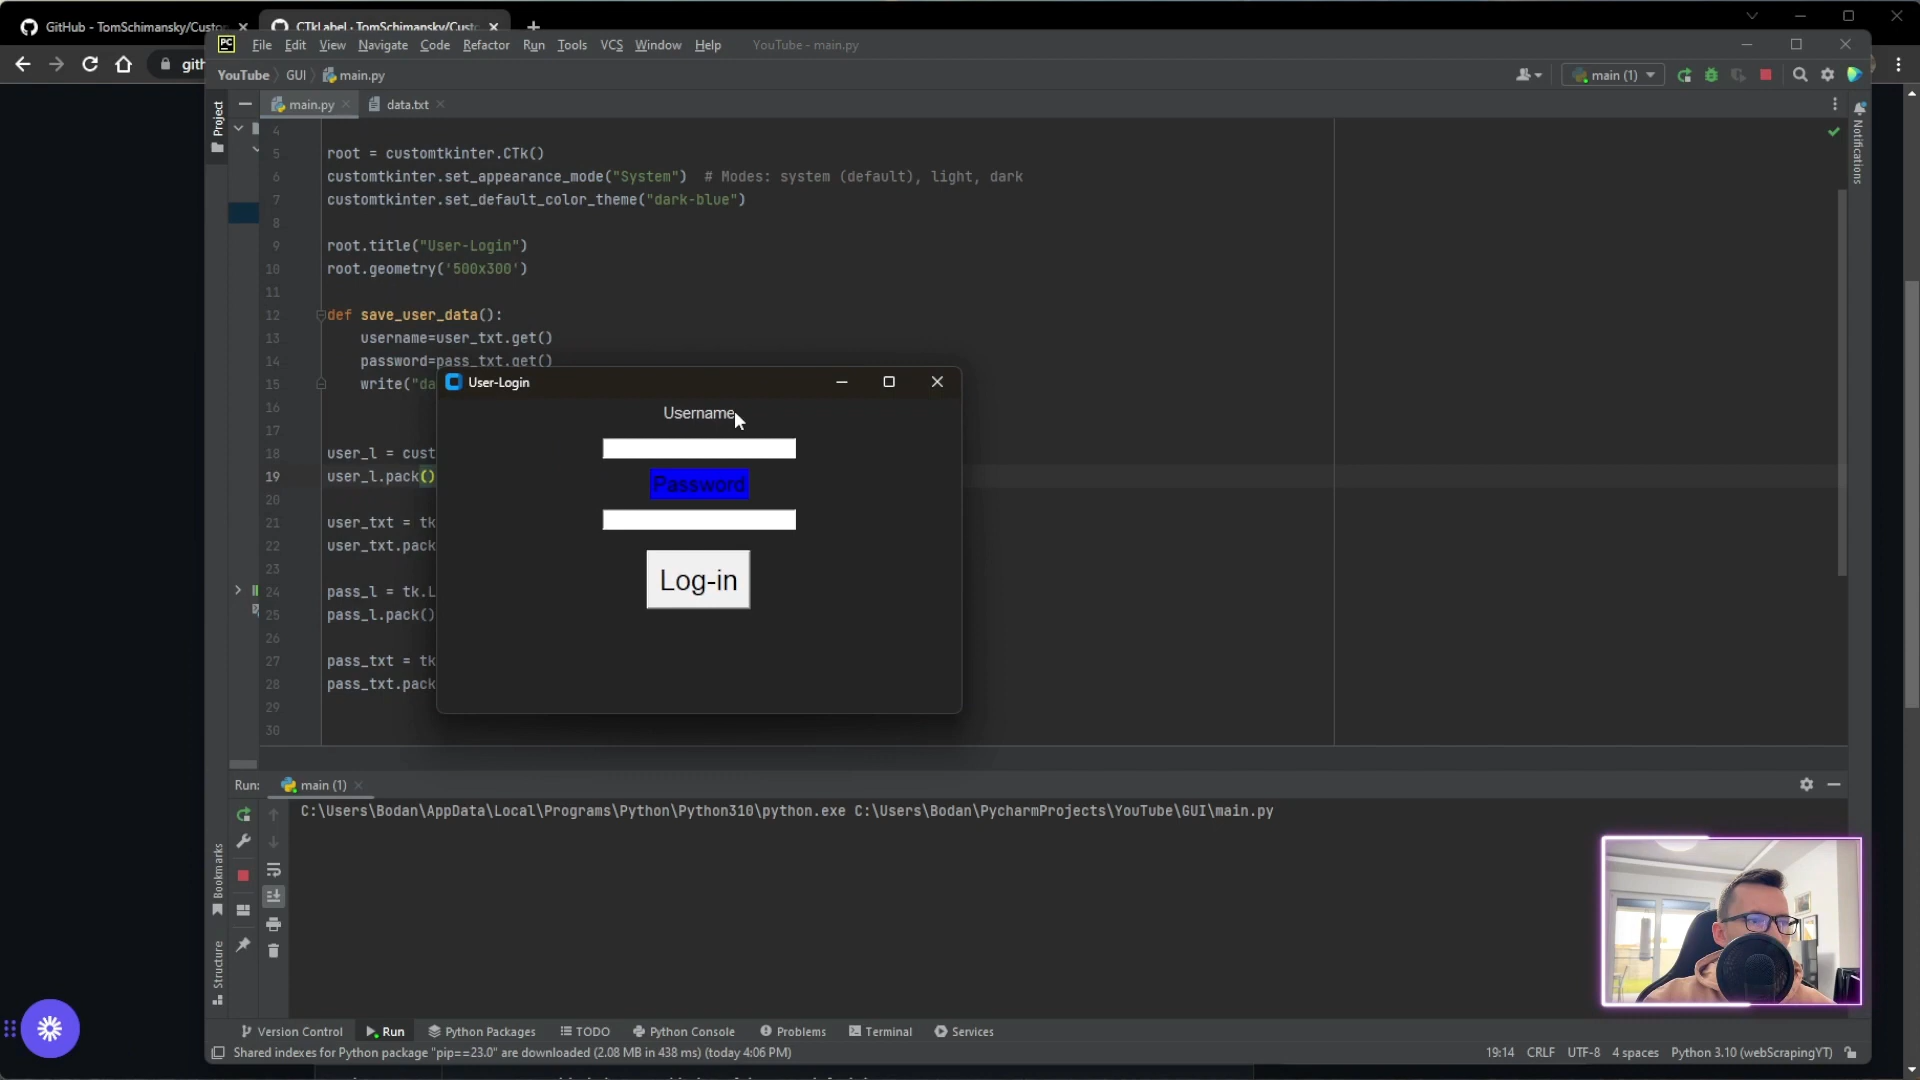 GitHub - TomSchimansky/Custo
CTkLabel · TomSchimansky/Custo
gith
PC File Edit View Navigate Code Refactor Run Tools VCS Window Help YouTube - main.py
YouTube GUI main.py
main (1)
Project
main.py data.txt
Notifications
4
5 root = customtkinter.CTk()
6 customtkinter.set_appearance_mode("System") # Modes: system (default), light, dark
7 customtkinter.set_default_color_theme("dark-blue")
8
9 root.title("User-Login")
10 root.geometry('500x300')
11
12 def save_user_data():
13 username=user_txt.get()
14 password=pass_txt.get()
15 write("da
16
17
18 user_l = cust
19 user_l.pack()
20
21 user_txt = tk
22 user_txt.pack
23
24 pass_l = tk.L
25 pass_l.pack()
26
27 pass_txt = tk
28 pass_txt.pack
29
30
User-Login
Username
Password
Log-in
Run: main (1)
C:\Users\Bodan\AppData\Local\Programs\Python\Python310\python.exe C:\Users\Bodan\PycharmProjects\YouTube\GUI\main.py
Bookmarks
Structure
Version Control Run Python Packages TODO Python Console Problems Terminal Services
Shared indexes for Python package "pip==23.0" are downloaded (2.08 MB in 438 ms) (today 4:06 PM)
19:14 CRLF UTF-8 4 spaces Python 3.10 (webScrapingYT)